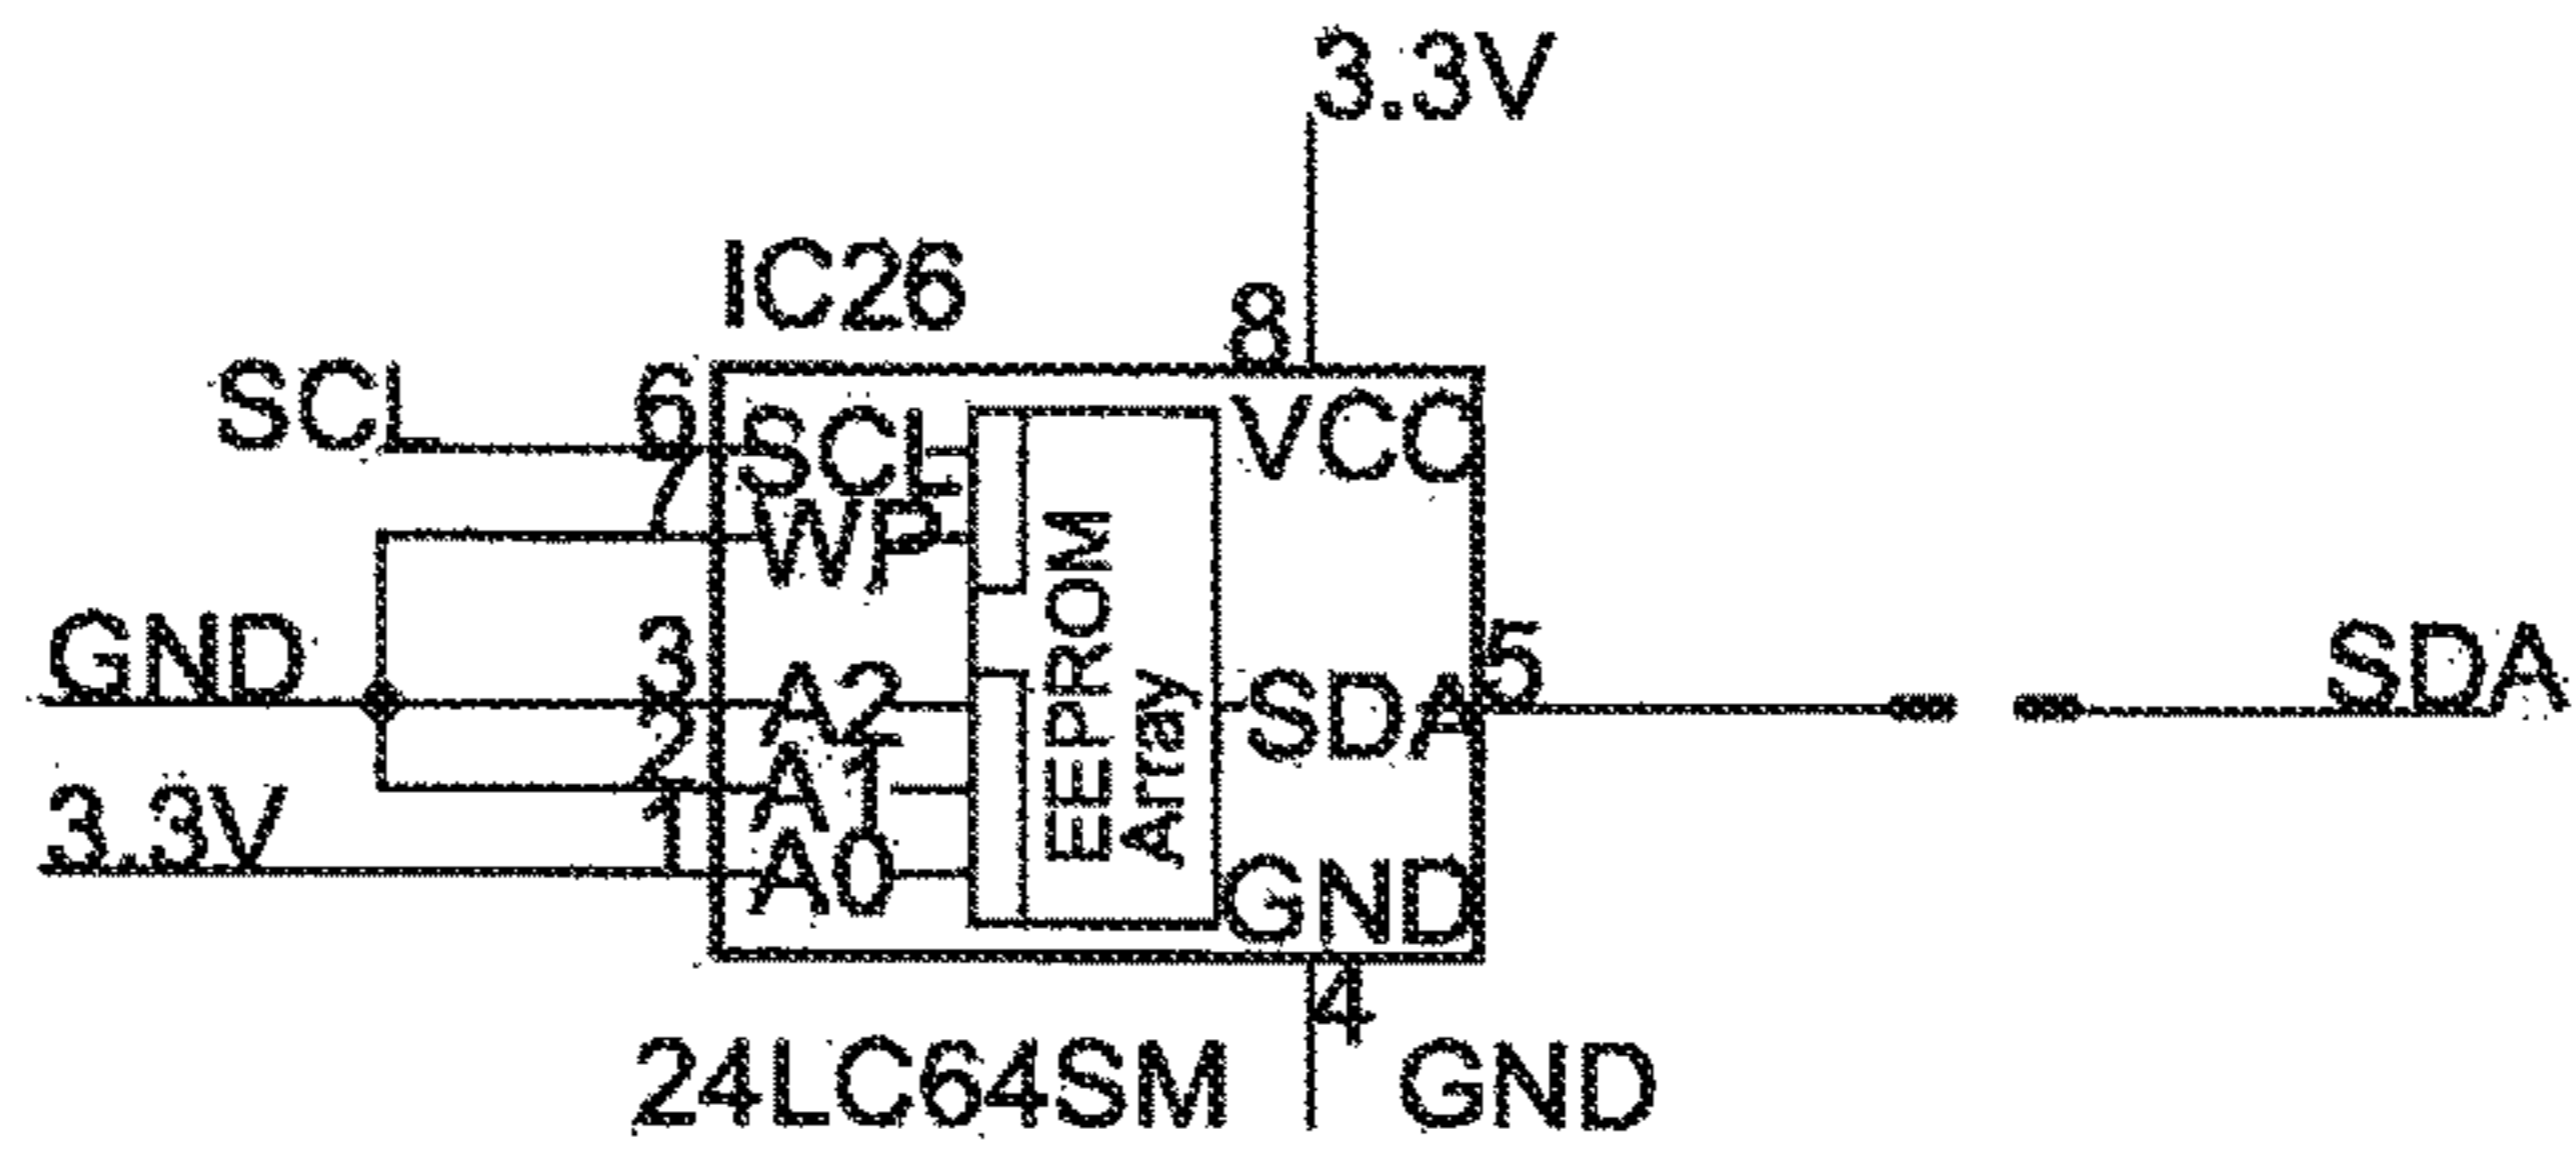 3.3V
IC26
8
SCL 6 SCL VCC
7 WP
GND 3 A2 SDA 5 SDA
2 A1
3.3V 1 A0
EEPROM
Array
GND
4
24LC64SM GND